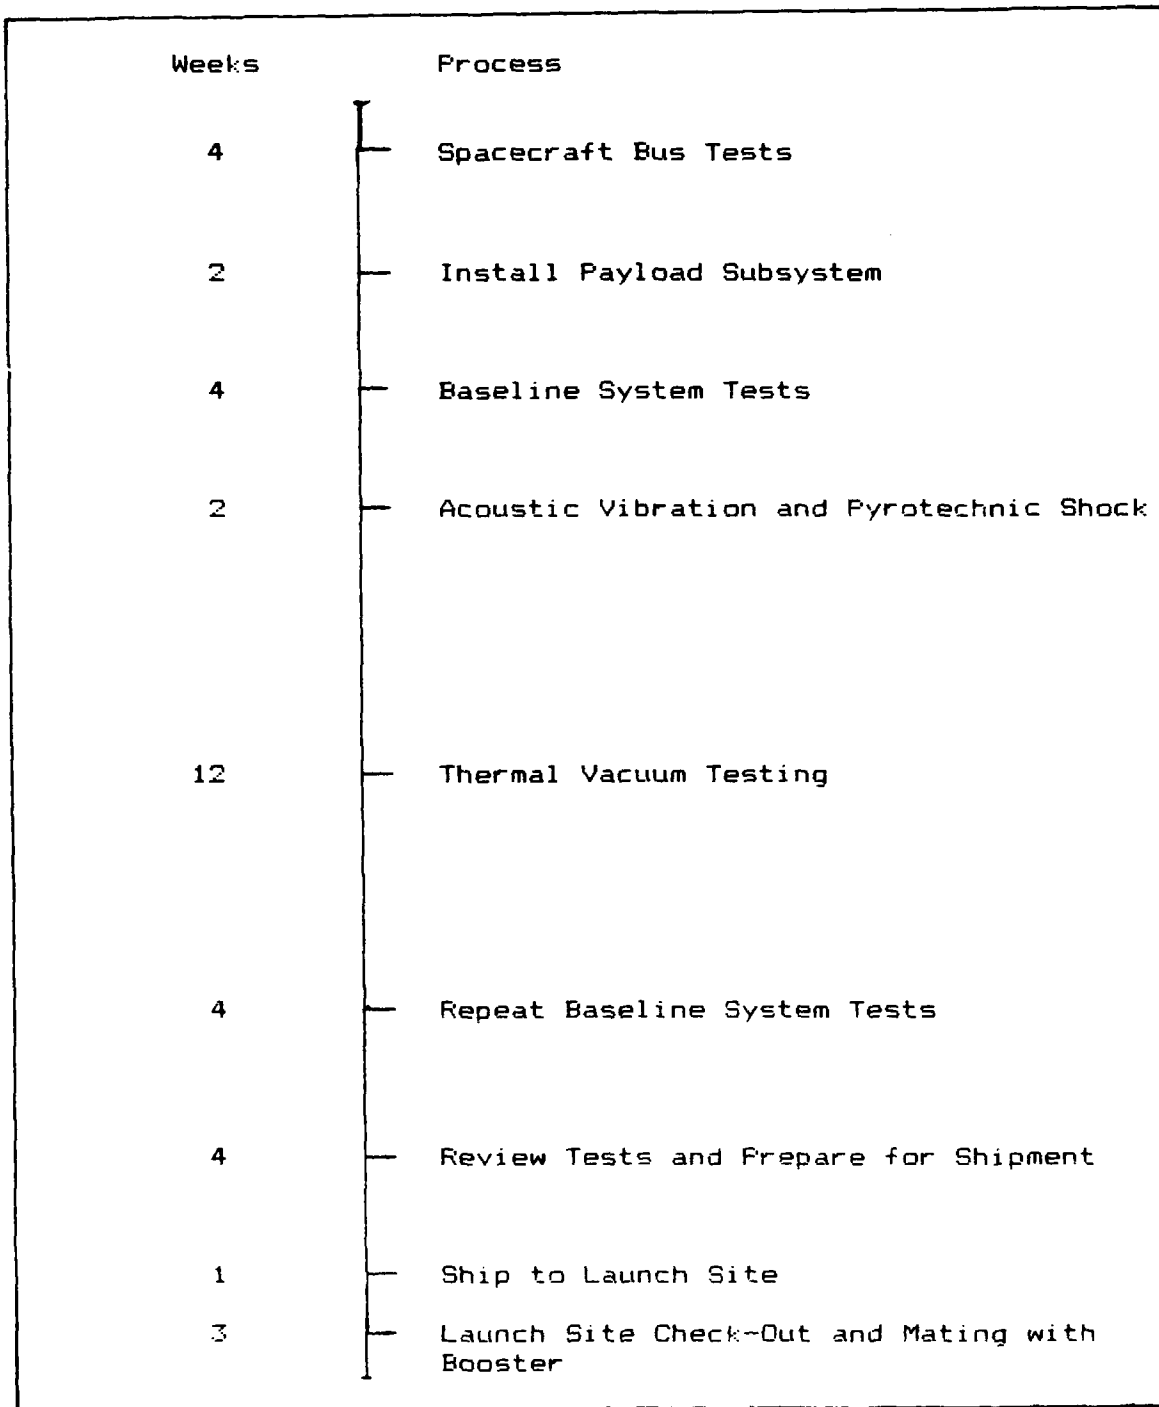 Weeks Process
4 Spacecraft Bus Tests
2 Install Payload Subsystem
4 Baseline System Tests
2 Acoustic Vibration and Pyrotechnic Shock
12 Thermal Vacuum Testing
4 Repeat Baseline System Tests
4 Review Tests and Prepare for Shipment
1 Ship to Launch Site
3 Launch Site Check-Out and Mating with
Booster